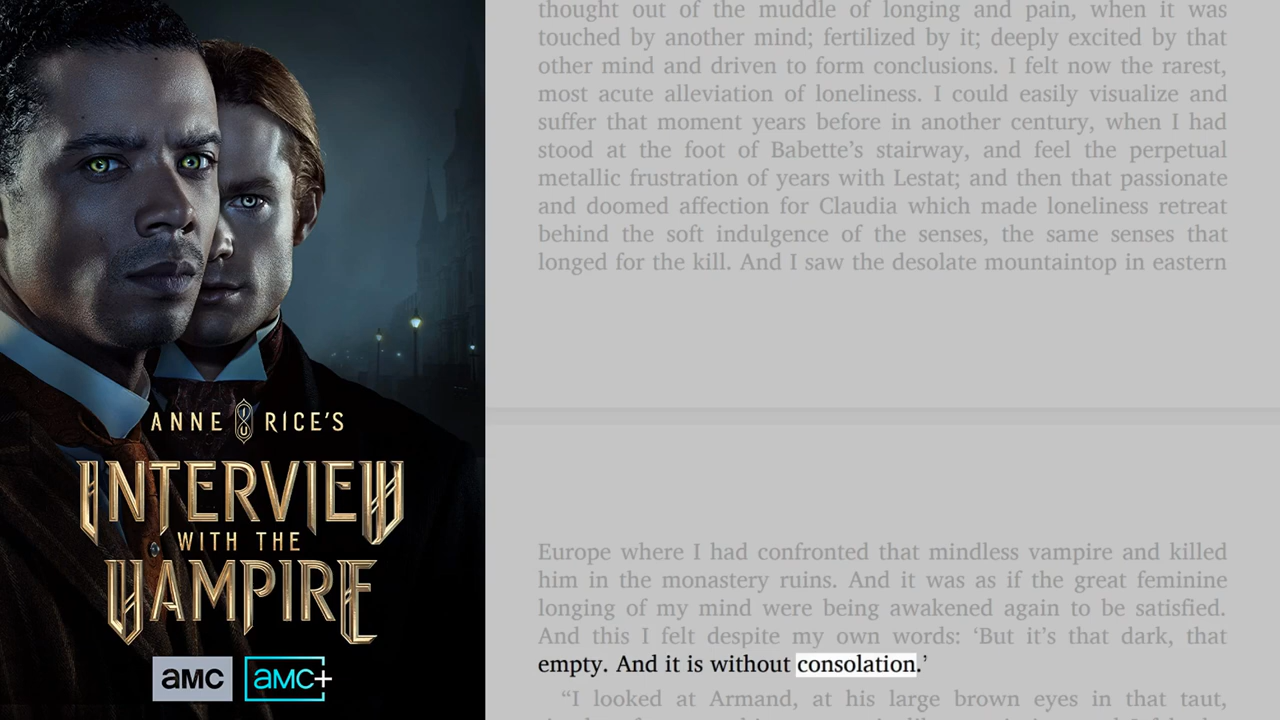 ANNE RICE'S
INTERVIEW
WITH THE
VAMPIRE
aMC
aMC+
thought out of the muddle of longing and pain, when it was
touched by another mind; fertilized by it; deeply excited by that
other mind and driven to form conclusions. I felt now the rarest,
most acute alleviation of loneliness. I could easily visualize and
suffer that moment years before in another century, when I had
stood at the foot of Babette’s stairway, and feel the perpetual
metallic frustration of years with Lestat; and then that passionate
and doomed affection for Claudia which made loneliness retreat
behind the soft indulgence of the senses, the same senses that
longed for the kill. And I saw the desolate mountaintop in eastern
Europe where I had confronted that mindless vampire and killed
him in the monastery ruins. And it was as if the great feminine
longing of my mind were being awakened again to be satisfied.
And this I felt despite my own words: ‘But it’s that dark, that
empty. And it is without consolation.’
“I looked at Armand, at his large brown eyes in that taut,